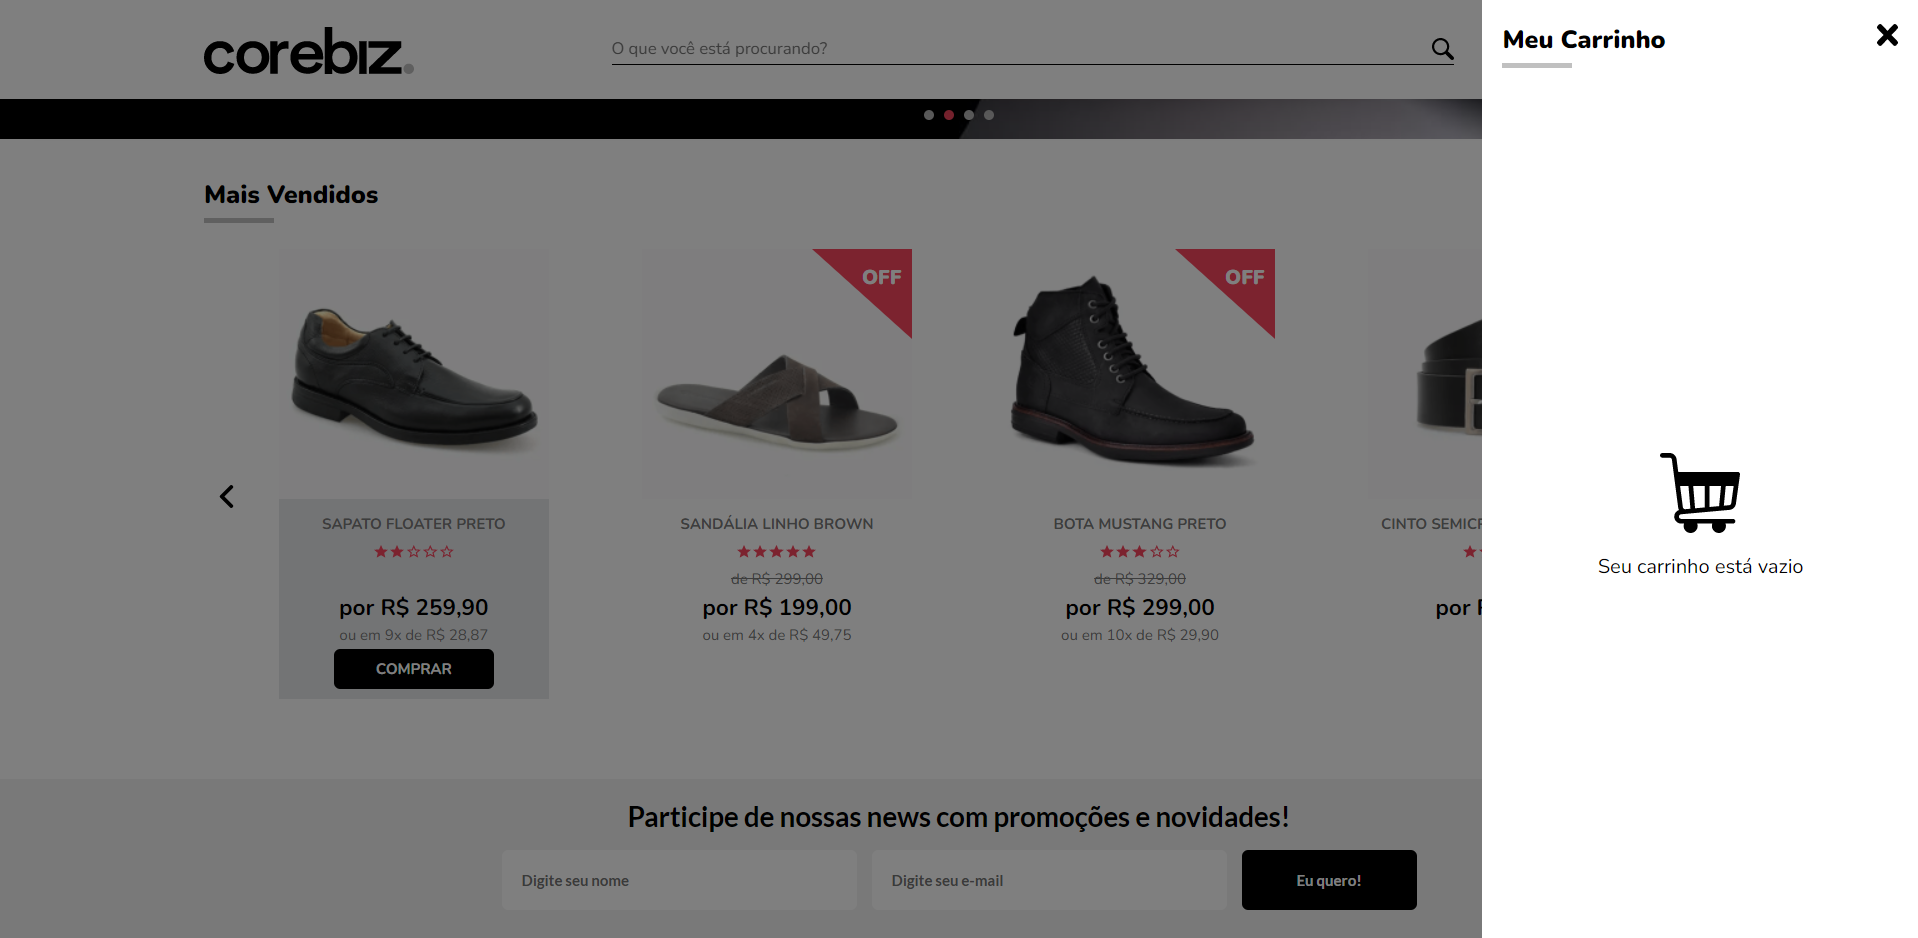 corebiz.
O que você está procurando?
Meu Carrinho
Mais Vendidos
OFF
OFF
SAPATO FLOATER PRETO
por R$ 259,90
ou em 9x de R$ 28,87
COMPRAR
SANDÁLIA LINHO BROWN
de R$ 299,00
por R$ 199,00
ou em 4x de R$ 49,75
BOTA MUSTANG PRETO
de R$ 329,00
por R$ 299,00
ou em 10x de R$ 29,90
CINTO
por
Seu carrinho está vazio
Participe de nossas news com promoções e novidades!
Digite seu nome
Digite seu e-mail
Eu quero!